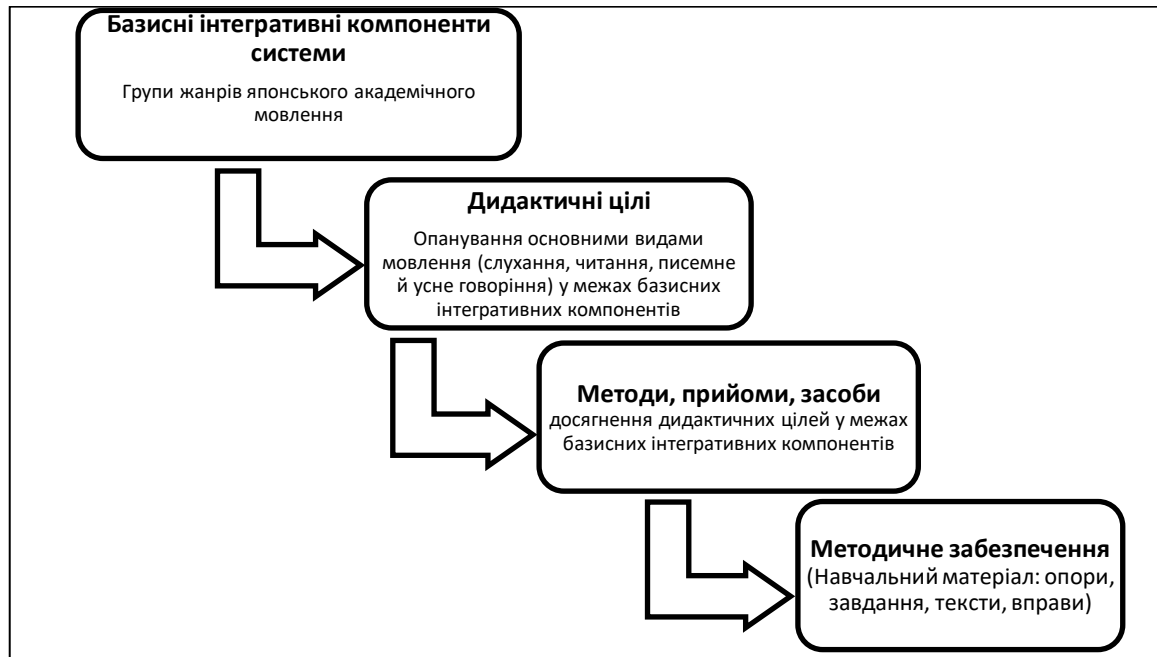 Базисні інтегративні компоненти
системи
Групи жанрів японського академічного
мовлення
Дидактичні цілі
Опанування основними видами
мовлення (слухання, читання, писемне
й усне говоріння) у межах базисних
інтегративних компонентів
Методи, прийоми, засоби
досягнення дидактичних цілей у межах
базисних інтегративних компонентів
Методичне забезпечення
(Навчальний матеріал: опори,
завдання, тексти, вправи)